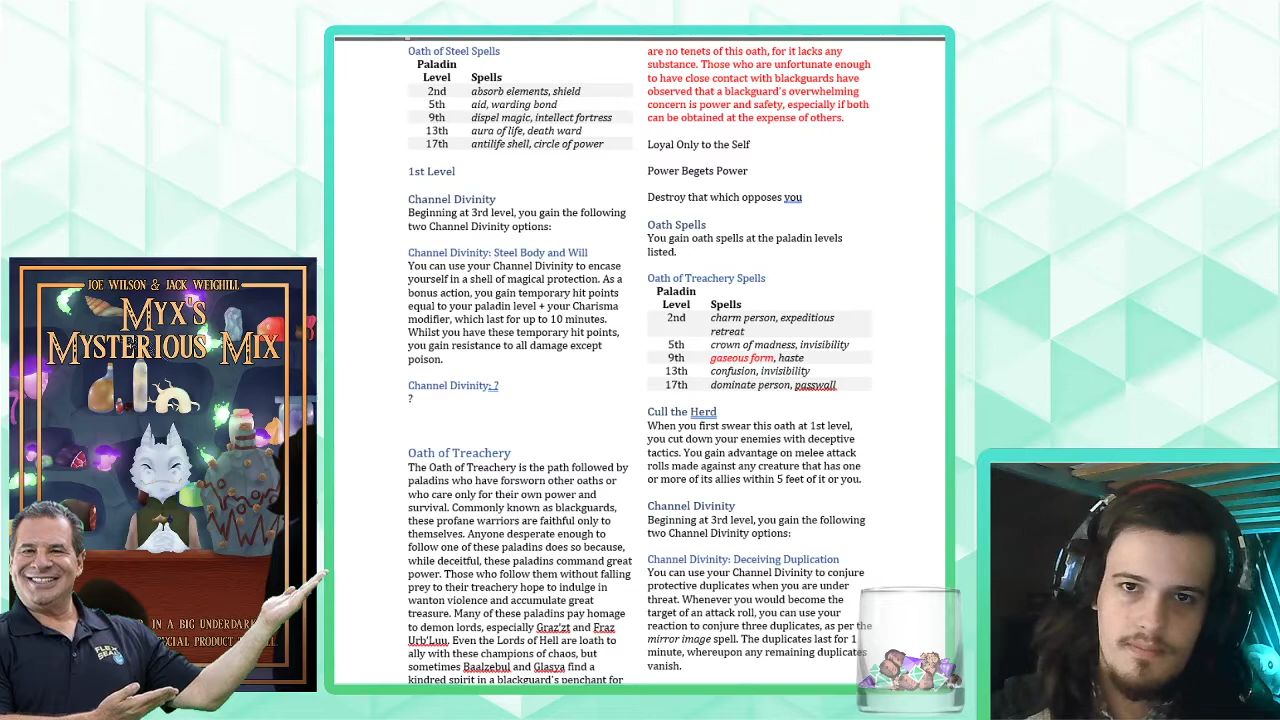 JOE WILSON & JACK WEIGHILL
MYX'S
MYSTERIOUS MIX
Oath of Steel Spells
Paladin
Level Spells
2nd absorb elements, shield
5th aid, warding bond
9th dispel magic, intellect fortress
13th aura of life, death ward
17th antilife shell, circle of power
1st Level
Channel Divinity
Beginning at 3rd level, you gain the following
two Channel Divinity options:
Channel Divinity: Steel Body and Will
You can use your Channel Divinity to encase
yourself in a shell of magical protection. As a
bonus action, you gain temporary hit points
equal to your paladin level + your Charisma
modifier, which last for up to 10 minutes.
Whilst you have these temporary hit points,
you gain resistance to all damage except
poison.
Channel Divinity: ?
?
Oath of Treachery
The Oath of Treachery is the path followed by
paladins who have forsworn other oaths or
who care only for their own power and
survival. Commonly known as blackguards,
these profane warriors are faithful only to
themselves. Anyone desperate enough to
follow one of these paladins does so because,
while deceitful, these paladins command great
power. Those who follow them without falling
prey to their treachery hope to indulge in
wanton violence and accumulate great
treasure. Many of these paladins pay homage
to demon lords, especially Graz'zt and Fraz
Urb'Luu. Even the Lords of Hell are loath to
ally with these champions of chaos, but
sometimes Baalzebul and Glasya find a
kindred spirit in a blackguard's penchant for
are no tenets of this oath, for it lacks any
substance. Those who are unfortunate enough
to have close contact with blackguards have
observed that a blackguard's overwhelming
concern is power and safety, especially if both
can be obtained at the expense of others.
Loyal Only to the Self
Power Begets Power
Destroy that which opposes you
Oath Spells
You gain oath spells at the paladin levels
listed.
Oath of Treachery Spells
Paladin
Level Spells
2nd charm person, expeditious
retreat
5th crown of madness, invisibility
9th gaseous form, haste
13th confusion, invisibility
17th dominate person, passwall
Cull the Herd
When you first swear this oath at 1st level,
you cut down your enemies with deceptive
tactics. You gain advantage on melee attack
rolls made against any creature that has one
or more of its allies within 5 feet of it or you.
Channel Divinity
Beginning at 3rd level, you gain the following
two Channel Divinity options:
Channel Divinity: Deceiving Duplication
You can use your Channel Divinity to conjure
protective duplicates when you are under
threat. Whenever you would become the
target of an attack roll, you can use your
reaction to conjure three duplicates, as per the
mirror image spell. The duplicates last for 1
minute, whereupon any remaining duplicates
vanish.
IN A BIG UNDERDARK
SPECIAL PRODUCT
FLEX
SEAL